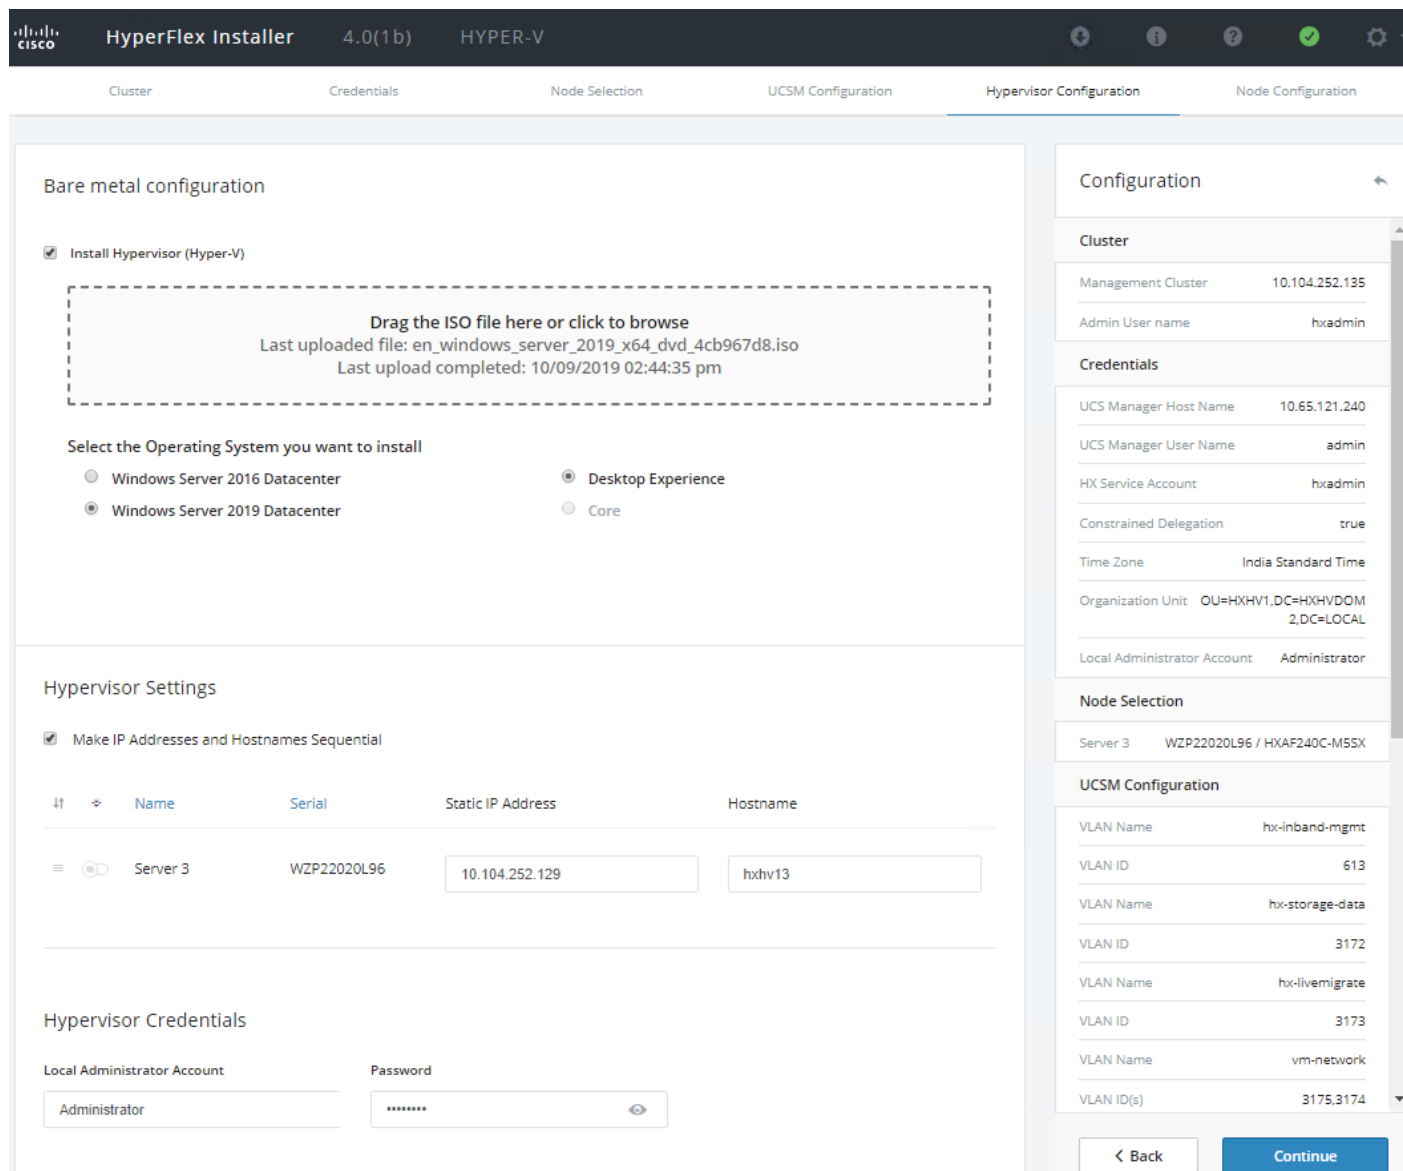 cisco HyperFlex Installer 4.0(1b) HYPER-V
Cluster Credentials Node Selection UCSM Configuration Hypervisor Configuration Node Configuration
Bare metal configuration
Install Hypervisor (Hyper-V)
Drag the ISO file here or click to browse
Last uploaded file: en_windows_server_2019_x64_dvd_4cb967d8.iso
Last upload completed: 10/09/2019 02:44:35 pm
Select the Operating System you want to install
Windows Server 2016 Datacenter Desktop Experience
Windows Server 2019 Datacenter Core
Hypervisor Settings
Make IP Addresses and Hostnames Sequential
Name Serial Static IP Address Hostname
Server 3 WZP22020L96 10.104.252.129 hxhv13
Hypervisor Credentials
Local Administrator Account Password
Administrator ••••••••
Configuration
Cluster
Management Cluster 10.104.252.135
Admin User name hxadmin
Credentials
UCS Manager Host Name 10.65.121.240
UCS Manager User Name admin
HX Service Account hxadmin
Constrained Delegation true
Time Zone India Standard Time
Organization Unit OU=HXHV1,DC=HXHVDOM
2,DC=LOCAL
Local Administrator Account Administrator
Node Selection
Server 3 WZP22020L96 / HXAF240C-M5SX
UCSM Configuration
VLAN Name hx-inband-mgmt
VLAN ID 613
VLAN Name hx-storage-data
VLAN ID 3172
VLAN Name hx-livemigrate
VLAN ID 3173
VLAN Name vm-network
VLAN ID(s) 3175,3174
Back Continue